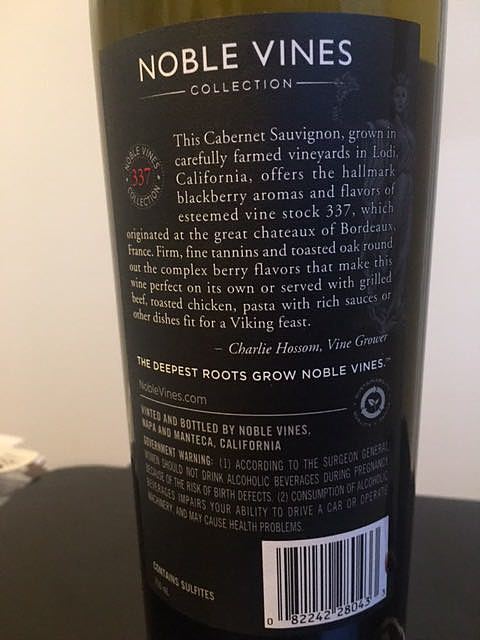 NOBLE VINES
COLLECTION
NOBLE VINES
337
COLLECTION
This Cabernet Sauvignon, grown in
carefully farmed vineyards in Lodi,
California, offers the hallmark
blackberry aromas and flavors of
esteemed vine stock 337, which
originated at the great chateaux of Bordeaux,
France. Firm, fine tannins and toasted oak round
out the complex berry flavors that make this
wine perfect on its own or served with grilled
beef, roasted chicken, pasta with rich sauces or
other dishes fit for a Viking feast.
– Charlie Hossom, Vine Grower
THE DEEPEST ROOTS GROW NOBLE VINES.™
NobleVines.com
VINTED AND BOTTLED BY NOBLE VINES,
NAPA AND MANTECA, CALIFORNIA
GOVERNMENT WARNING: (1) ACCORDING TO THE SURGEON GENERAL,
WOMEN SHOULD NOT DRINK ALCOHOLIC BEVERAGES DURING PREGNANCY
BECAUSE OF THE RISK OF BIRTH DEFECTS. (2) CONSUMPTION OF ALCOHOLIC
BEVERAGES IMPAIRS YOUR ABILITY TO DRIVE A CAR OR OPERATE
MACHINERY, AND MAY CAUSE HEALTH PROBLEMS.
CONTAINS SULFITES
0 82242 28043 3